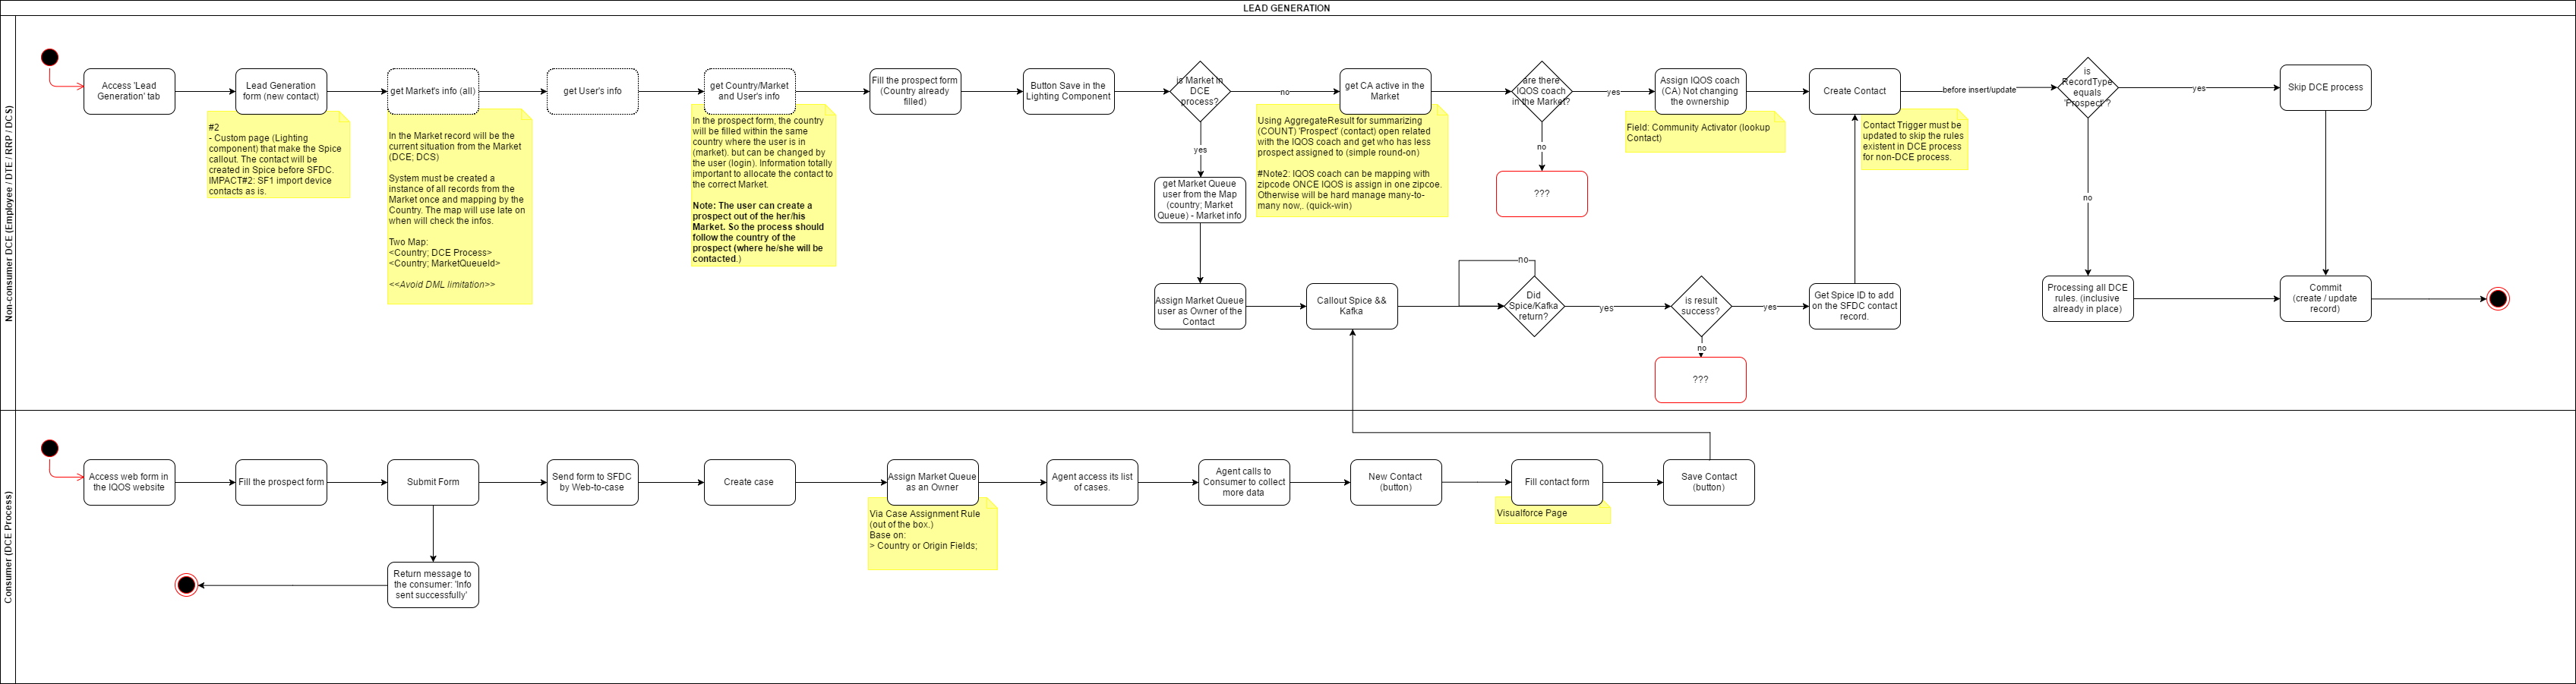 LEAD GENERATION
Non-consumer DCE (Employee / DTE / RRP / DCS)
Access 'Lead
Generation' tab
Lead Generation
form (new contact)
#2
- Custom page (Lighting
component) that make the Spice
callout. The contact will be
created in Spice before SFDC.
IMPACT#2: SF1 import device
contacts as is.
get Market's info (all)
In the Market record will be the
current situation from the Market
(DCE; DCS)
System must be created a
instance of all records from the
Market once and mapping by the
Country. The map will use late on
when will check the infos.
Two Map:
<Country; DCE Process>
<Country; MarketQueueId>
<<Avoid DML limitation>>
get User's info
get Country/Market
and User's info
In the prospect form, the country
will be filled within the same
country where the user is in
(market). but can be changed by
the user (login). Information totally
important to allocate the contact to
the correct Market.
Note: The user can create a
prospect out of the her/his
Market. So the process should
follow the country of the
prospect (where he/she will be
contacted.)
Fill the prospect form
(Country already
filled)
Button Save in the
Lighting Component
is Market in
DCE
process?
no
yes
get Market Queue
user from the Map
(country; Market
Queue) - Market info
Assign Market Queue
user as Owner of the
Contact
get CA active in the
Market
Using AggregateResult for summarizing
(COUNT) 'Prospect' (contact) open related
with the IQOS coach and get who has less
prospect assigned to (simple round-on)
#Note2: IQOS coach can be mapping with
zipcode ONCE IQOS is assign in one zipcoe.
Otherwise will be hard manage many-to-
many now,. (quick-win)
are there
IQOS coach
in the Market?
yes
no
???
Assign IQOS coach
(CA) Not changing
the ownership
Field: Community Activator (lookup
Contact)
Create Contact
Contact Trigger must be
updated to skip the rules
existent in DCE process
for non-DCE process.
before insert/update
is
RecordType
equals
'Prospect' ?
yes
no
Skip DCE process
Callout Spice &&
Kafka
no
Did
Spice/Kafka
return?
yes
is result
success?
yes
no
???
Get Spice ID to add
on the SFDC contact
record.
Processing all DCE
rules. (inclusive
already in place)
Commit
(create / update
record)
Consumer (DCE Process)
Access web form in
the IQOS website
Fill the prospect form
Submit Form
Send form to SFDC
by Web-to-case
Create case
Assign Market Queue
as an Owner
Via Case Assignment Rule
(out of the box.)
Base on:
> Country or Origin Fields;
Agent access its list
of cases.
Agent calls to
Consumer to collect
more data
New Contact
(button)
Fill contact form
Visualforce Page
Save Contact
(button)
Return message to
the consumer: 'Info
sent successfully'